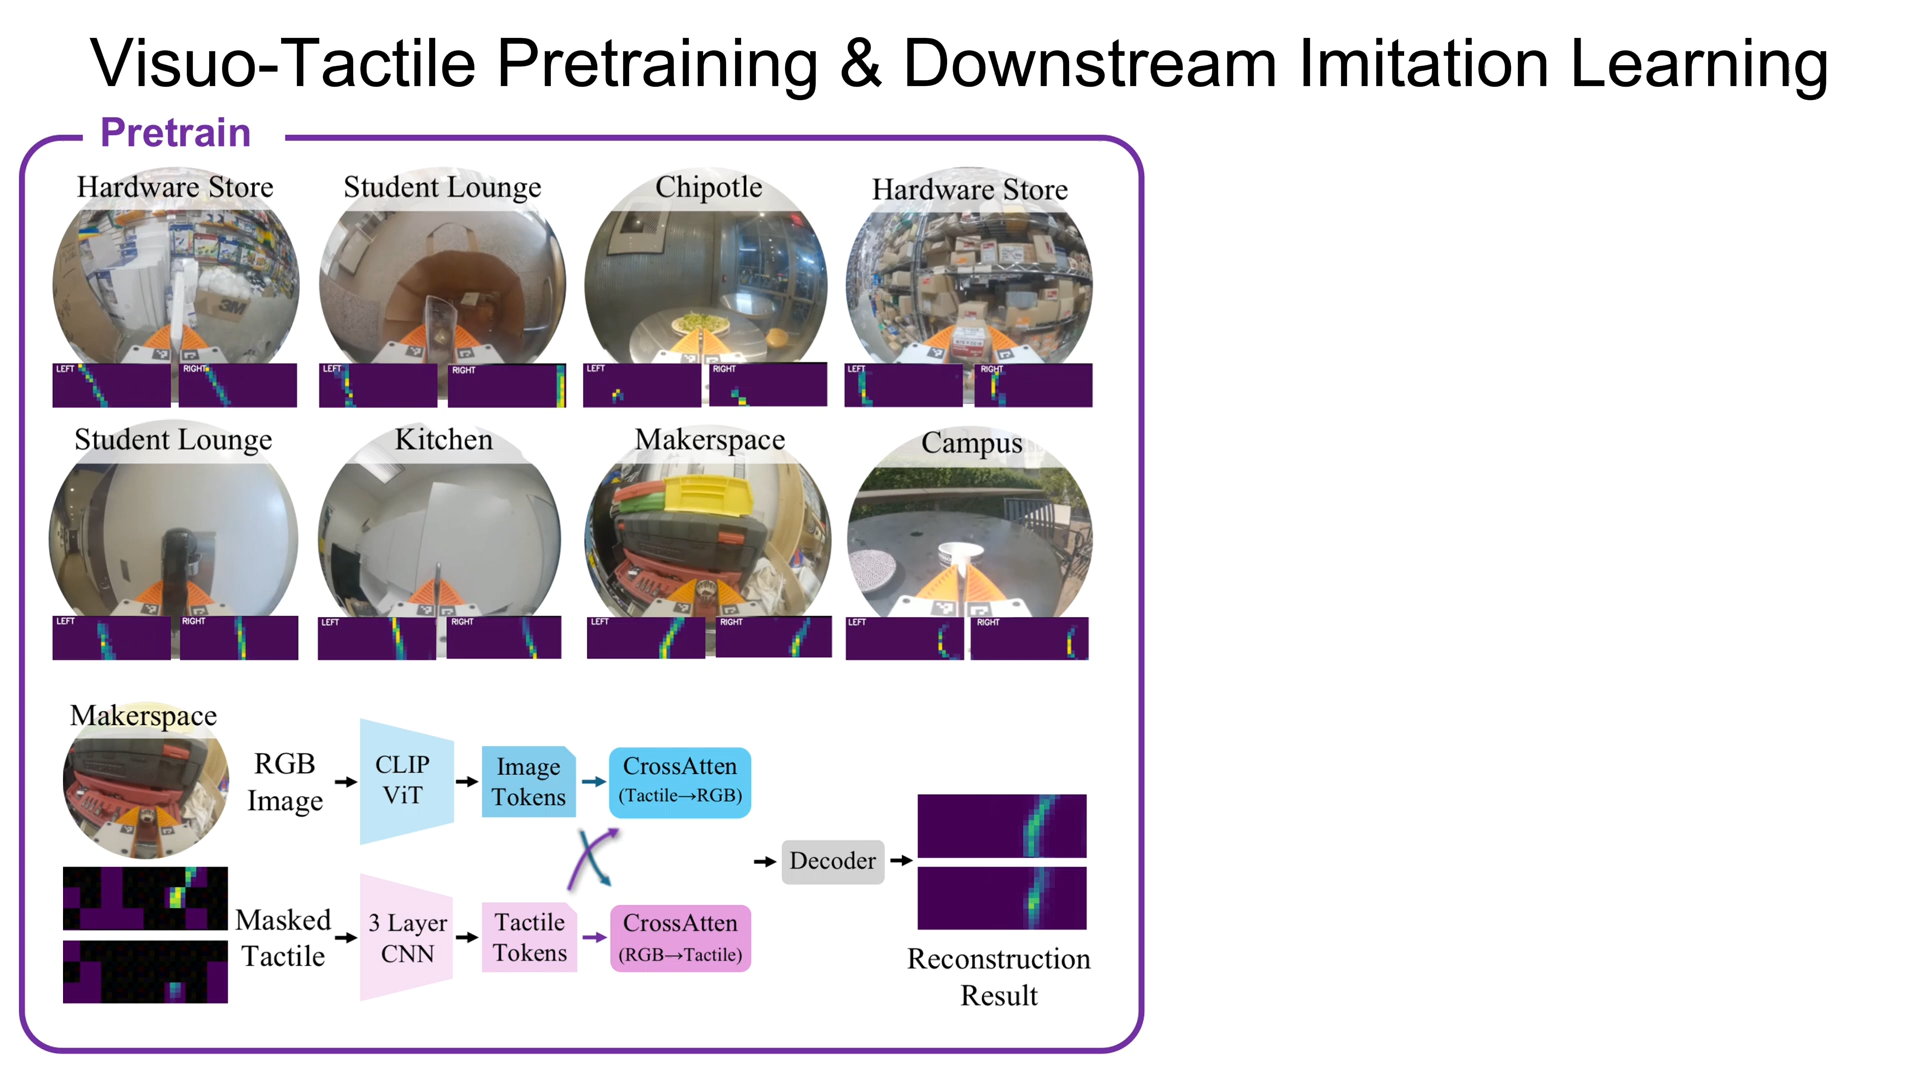 Visuo-Tactile Pretraining & Downstream Imitation Learning
Pretrain
Hardware Store
Student Lounge
Chipotle
Hardware Store
3M
LEFT
RIGHT
LEFT
RIGHT
LEFT
RIGHT
LEFT
RIGHT
Student Lounge
Kitchen
Makerspace
Campus
LEFT
RIGHT
LEFT
RIGHT
LEFT
RIGHT
LEFT
RIGHT
Makerspace
RGB
Image
CLIP
ViT
Image
Tokens
CrossAtten
(Tactile→RGB)
Decoder
Masked
Tactile
3 Layer
CNN
Tactile
Tokens
CrossAtten
(RGB→Tactile)
Reconstruction
Result